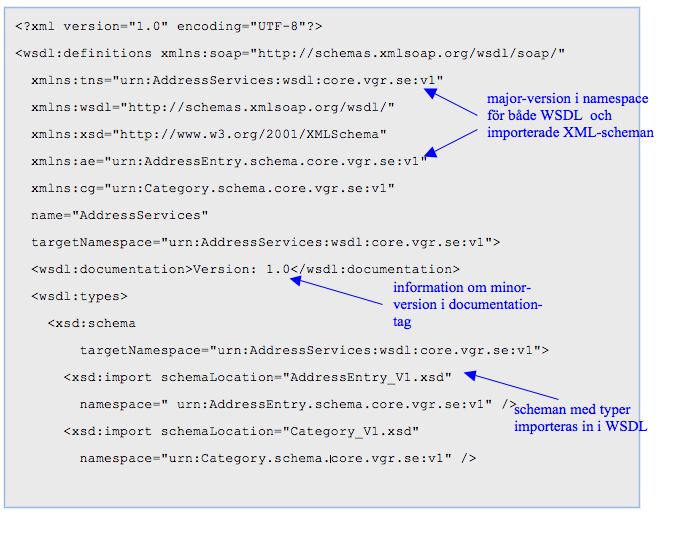 <?xml version="1.0" encoding="UTF-8"?>
<wsdl:definitions xmlns:soap="http://schemas.xmlsoap.org/wsdl/soap/"
xmlns:tns="urn:AddressServices:wsdl:core.vgr.se:v1"
xmlns:wsdl="http://schemas.xmlsoap.org/wsdl/"
xmlns:xsd="http://www.w3.org/2001/XMLSchema"
xmlns:ae="urn:AddressEntry.schema.core.vgr.se:v1"
xmlns:cg="urn:Category.schema.core.vgr.se:v1"
name="AddressServices"
targetNamespace="urn:AddressServices:wsdl:core.vgr.se:v1">
<wsdl:documentation>Version: 1.0</wsdl:documentation>
<wsdl:types>
<xsd:schema
targetNamespace="urn:AddressServices:wsdl:core.vgr.se:v1">
<xsd:import schemaLocation="AddressEntry_V1.xsd"
namespace=" urn:AddressEntry.schema.core.vgr.se:v1" />
<xsd:import schemaLocation="Category_V1.xsd"
namespace="urn:Category.schema.core.vgr.se:v1" />
major-version i namespace
för både WSDL och
importerade XML-scheman
information om minor-
version i documentation-
tag
scheman med typer
importeras in i WSDL